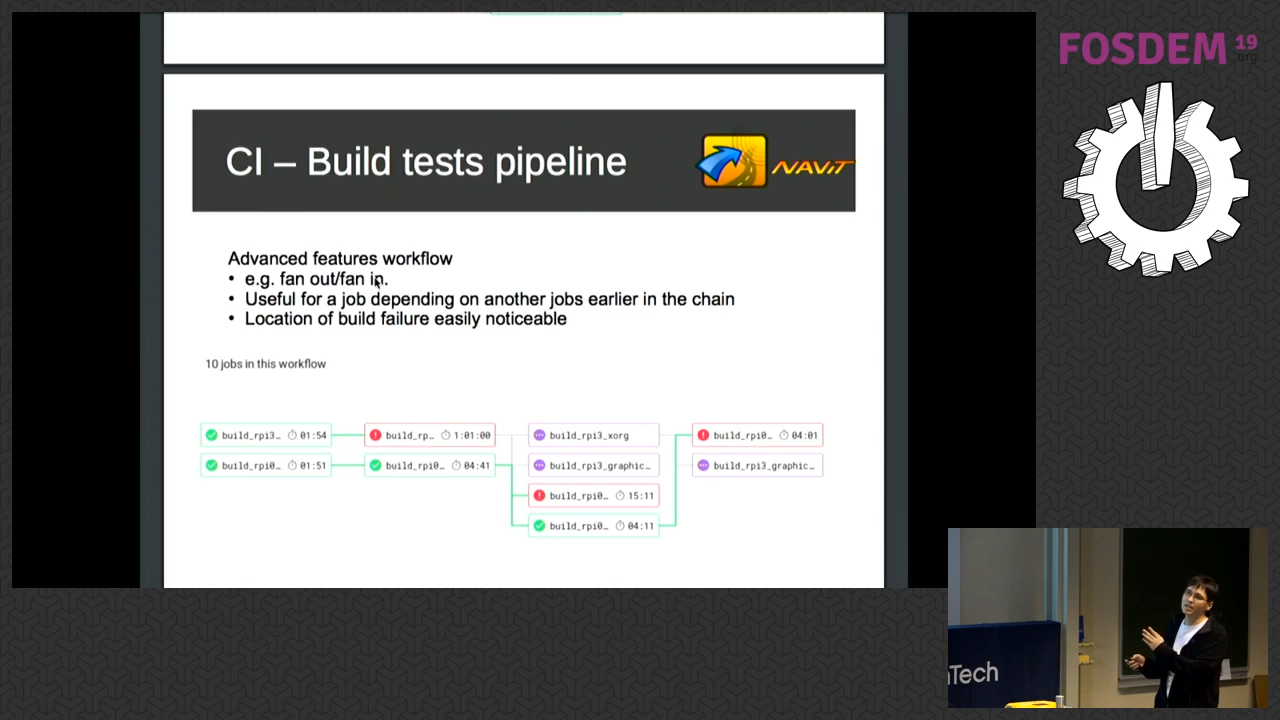 FOSDEM 19
.org
CI – Build tests pipeline
NAViT
Advanced features workflow
• e.g. fan out/fan in.
• Useful for a job depending on another jobs earlier in the chain
• Location of build failure easily noticeable
10 jobs in this workflow
build_rpi3… 01:54
build_rp… 1:01:00
build_rpi3_xorg
build_rpi0… 04:01
build_rpi0… 01:51
build_rpi0… 04:41
build_rpi3_graphic…
build_rpi3_graphic…
build_rpi0… 15:11
build_rpi0… 04:11
Tech